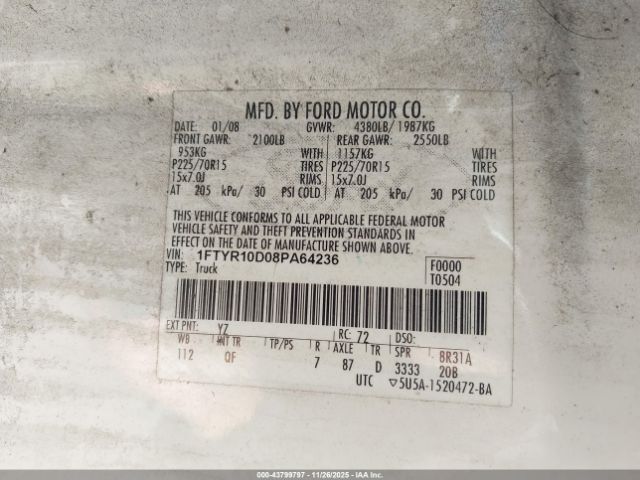 MFD. BY FORD MOTOR CO.
DATE: 01/08 GVWR: 4380LB/ 1987KG
FRONT GAWR: 2100LB REAR GAWR: 2550LB
953KG WITH 1157KG WITH
P225/70R15 TIRES P225/70R15 TIRES
15x7.0J RIMS 15x7.0J RIMS
AT 205 kPa/ 30 PSI COLD AT 205 kPa/ 30 PSI COLD
THIS VEHICLE CONFORMS TO ALL APPLICABLE FEDERAL MOTOR
VEHICLE SAFETY AND THEFT PREVENTION STANDARDS IN
EFFECT ON THE DATE OF MANUFACTURE SHOWN ABOVE.
VIN: 1FTYR10D08PA64236 F0000
TYPE: Truck T0504
EXT PNT: YZ RC: 72 DSO:
WB INT TR TP/PS R AXLE TR SPR 8R31A
112 QF 7 87 D 3333 20B
UTC ▽5U5A-1520472-BA
000-43799797 - 11/26/2025 - IAAI.COM